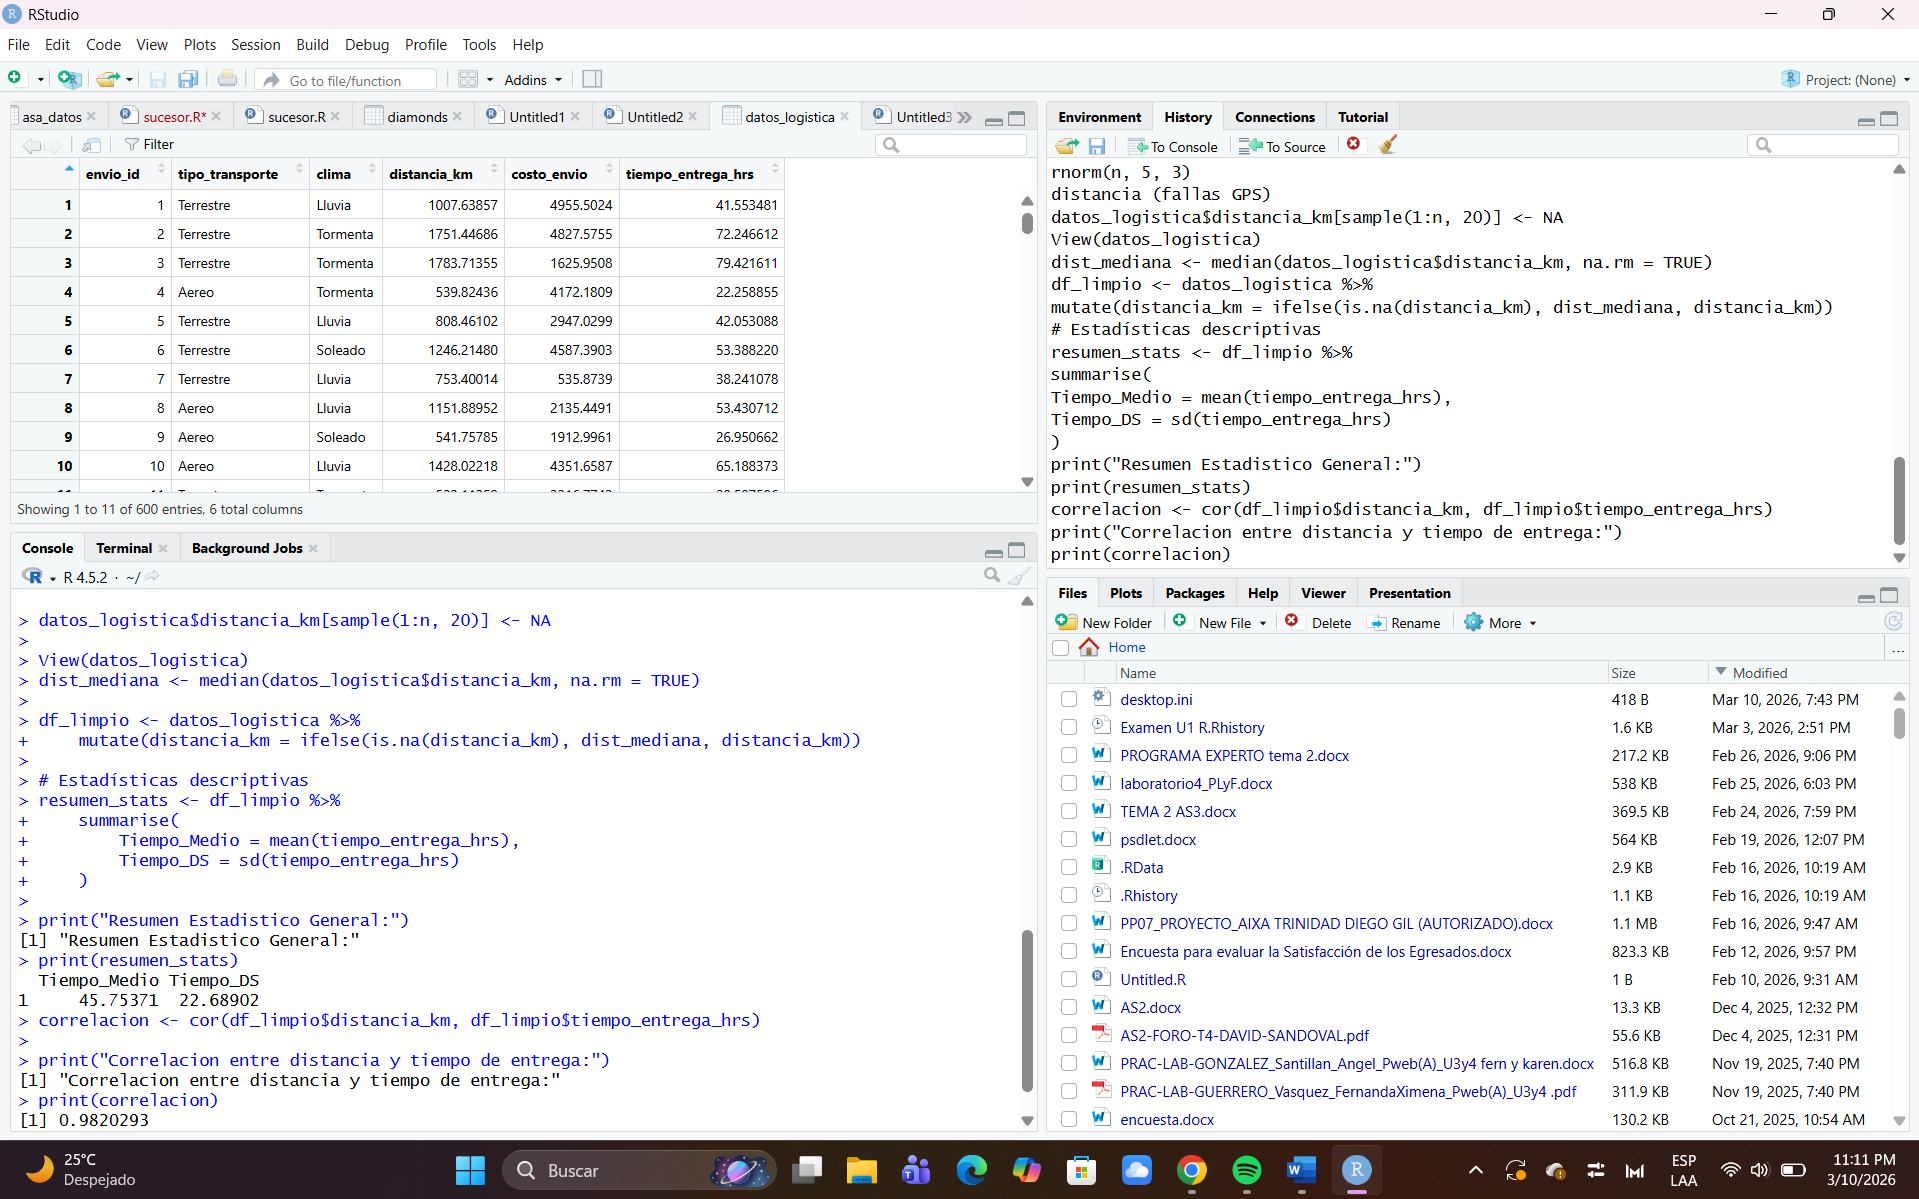 RStudio
File Edit Code View Plots Session Build Debug Profile Tools Help
Go to file/function Addins Project: (None)
asa_datos sucesor.R* sucesor.R diamonds Untitled1 Untitled2 datos_logistica Untitled3
Filter
envio_id tipo_transporte clima distancia_km costo_envio tiempo_entrega_hrs
1 1 Terrestre Lluvia 1007.63857 4955.5024 41.553481
2 2 Terrestre Tormenta 1751.44686 4827.5755 72.246612
3 3 Terrestre Tormenta 1783.71355 1625.9508 79.421611
4 4 Aereo Tormenta 539.82436 4172.1809 22.258855
5 5 Terrestre Lluvia 808.46102 2947.0299 42.053088
6 6 Terrestre Soleado 1246.21480 4587.3903 53.388220
7 7 Terrestre Lluvia 753.40014 535.8739 38.241078
8 8 Aereo Lluvia 1151.88952 2135.4491 53.430712
9 9 Aereo Soleado 541.75785 1912.9961 26.950662
10 10 Aereo Lluvia 1428.02218 4351.6587 65.188373
Showing 1 to 11 of 600 entries, 6 total columns
Console Terminal Background Jobs
R 4.5.2 · ~/
> datos_logistica$distancia_km[sample(1:n, 20)] <- NA
>
> View(datos_logistica)
> dist_mediana <- median(datos_logistica$distancia_km, na.rm = TRUE)
>
> df_limpio <- datos_logistica %>%
+ mutate(distancia_km = ifelse(is.na(distancia_km), dist_mediana, distancia_km))
>
> # Estadísticas descriptivas
> resumen_stats <- df_limpio %>%
+ summarise(
+ Tiempo_Medio = mean(tiempo_entrega_hrs),
+ Tiempo_DS = sd(tiempo_entrega_hrs)
+ )
>
> print("Resumen Estadistico General:")
[1] "Resumen Estadistico General:"
> print(resumen_stats)
Tiempo_Medio Tiempo_DS
1 45.75371 22.68902
> correlacion <- cor(df_limpio$distancia_km, df_limpio$tiempo_entrega_hrs)
>
> print("Correlacion entre distancia y tiempo de entrega:")
[1] "Correlacion entre distancia y tiempo de entrega:"
> print(correlacion)
[1] 0.9820293
Environment History Connections Tutorial
To Console To Source
rnorm(n, 5, 3)
distancia (fallas GPS)
datos_logistica$distancia_km[sample(1:n, 20)] <- NA
View(datos_logistica)
dist_mediana <- median(datos_logistica$distancia_km, na.rm = TRUE)
df_limpio <- datos_logistica %>%
mutate(distancia_km = ifelse(is.na(distancia_km), dist_mediana, distancia_km))
# Estadísticas descriptivas
resumen_stats <- df_limpio %>%
summarise(
Tiempo_Medio = mean(tiempo_entrega_hrs),
Tiempo_DS = sd(tiempo_entrega_hrs)
)
print("Resumen Estadistico General:")
print(resumen_stats)
correlacion <- cor(df_limpio$distancia_km, df_limpio$tiempo_entrega_hrs)
print("Correlacion entre distancia y tiempo de entrega:")
print(correlacion)
Files Plots Packages Help Viewer Presentation
New Folder New File Delete Rename More
Home ...
Name Size Modified
desktop.ini 418 B Mar 10, 2026, 7:43 PM
Examen U1 R.Rhistory 1.6 KB Mar 3, 2026, 2:51 PM
PROGRAMA EXPERTO tema 2.docx 217.2 KB Feb 26, 2026, 9:06 PM
laboratorio4_PLyF.docx 538 KB Feb 25, 2026, 6:03 PM
TEMA 2 AS3.docx 369.5 KB Feb 24, 2026, 7:59 PM
psdlet.docx 564 KB Feb 19, 2026, 12:07 PM
.RData 2.9 KB Feb 16, 2026, 10:19 AM
.Rhistory 1.1 KB Feb 16, 2026, 10:19 AM
PP07_PROYECTO_AIXA TRINIDAD DIEGO GIL (AUTORIZADO).docx 1.1 MB Feb 16, 2026, 9:47 AM
Encuesta para evaluar la Satisfacción de los Egresados.docx 823.3 KB Feb 12, 2026, 9:57 PM
Untitled.R 1 B Feb 10, 2026, 9:31 AM
AS2.docx 13.3 KB Dec 4, 2025, 12:32 PM
AS2-FORO-T4-DAVID-SANDOVAL.pdf 55.6 KB Dec 4, 2025, 12:31 PM
PRAC-LAB-GONZALEZ_Santillan_Angel_Pweb(A)_U3y4 fern y karen.docx 516.8 KB Nov 19, 2025, 7:40 PM
PRAC-LAB-GUERRERO_Vasquez_FernandaXimena_Pweb(A)_U3y4 .pdf 311.9 KB Nov 19, 2025, 7:40 PM
encuesta.docx 130.2 KB Oct 21, 2025, 10:54 AM
25°C
Despejado
Buscar
ESP
LAA
11:11 PM
3/10/2026